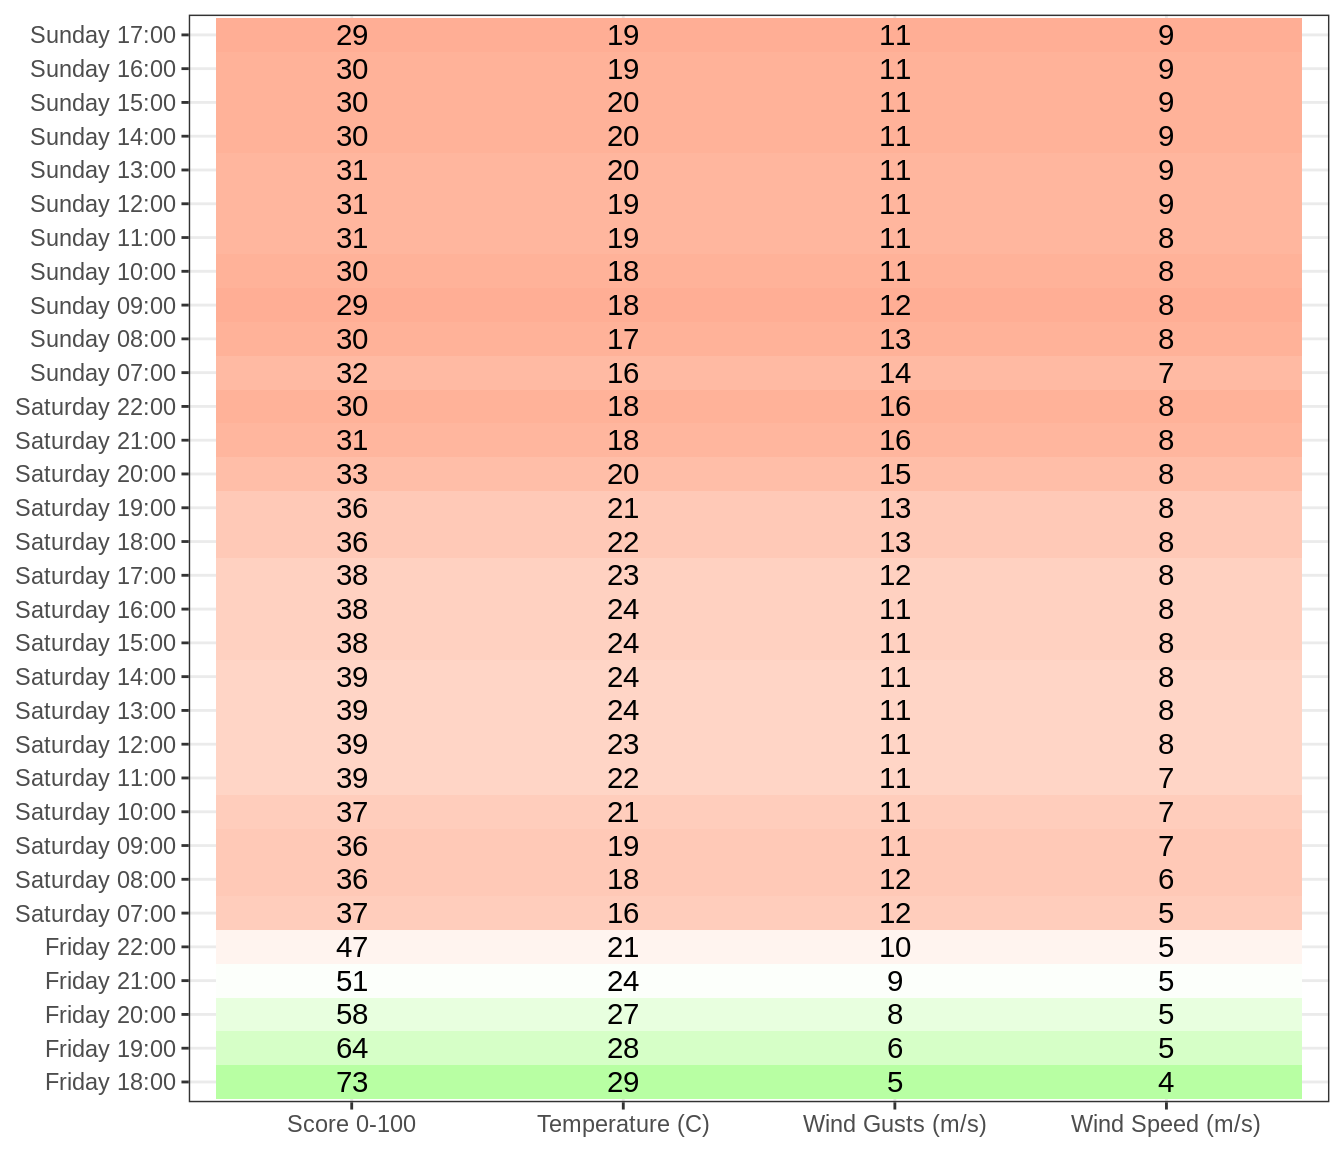 Sunday 17:00 29 19 11 9
Sunday 16:00 30 19 11 9
Sunday 15:00 30 20 11 9
Sunday 14:00 30 20 11 9
Sunday 13:00 31 20 11 9
Sunday 12:00 31 19 11 9
Sunday 11:00 31 19 11 8
Sunday 10:00 30 18 11 8
Sunday 09:00 29 18 12 8
Sunday 08:00 30 17 13 8
Sunday 07:00 32 16 14 7
Saturday 22:00 30 18 16 8
Saturday 21:00 31 18 16 8
Saturday 20:00 33 20 15 8
Saturday 19:00 36 21 13 8
Saturday 18:00 36 22 13 8
Saturday 17:00 38 23 12 8
Saturday 16:00 38 24 11 8
Saturday 15:00 38 24 11 8
Saturday 14:00 39 24 11 8
Saturday 13:00 39 24 11 8
Saturday 12:00 39 23 11 8
Saturday 11:00 39 22 11 7
Saturday 10:00 37 21 11 7
Saturday 09:00 36 19 11 7
Saturday 08:00 36 18 12 6
Saturday 07:00 37 16 12 5
Friday 22:00 47 21 10 5
Friday 21:00 51 24 9 5
Friday 20:00 58 27 8 5
Friday 19:00 64 28 6 5
Friday 18:00 73 29 5 4
Score 0-100 Temperature (C) Wind Gusts (m/s) Wind Speed (m/s)